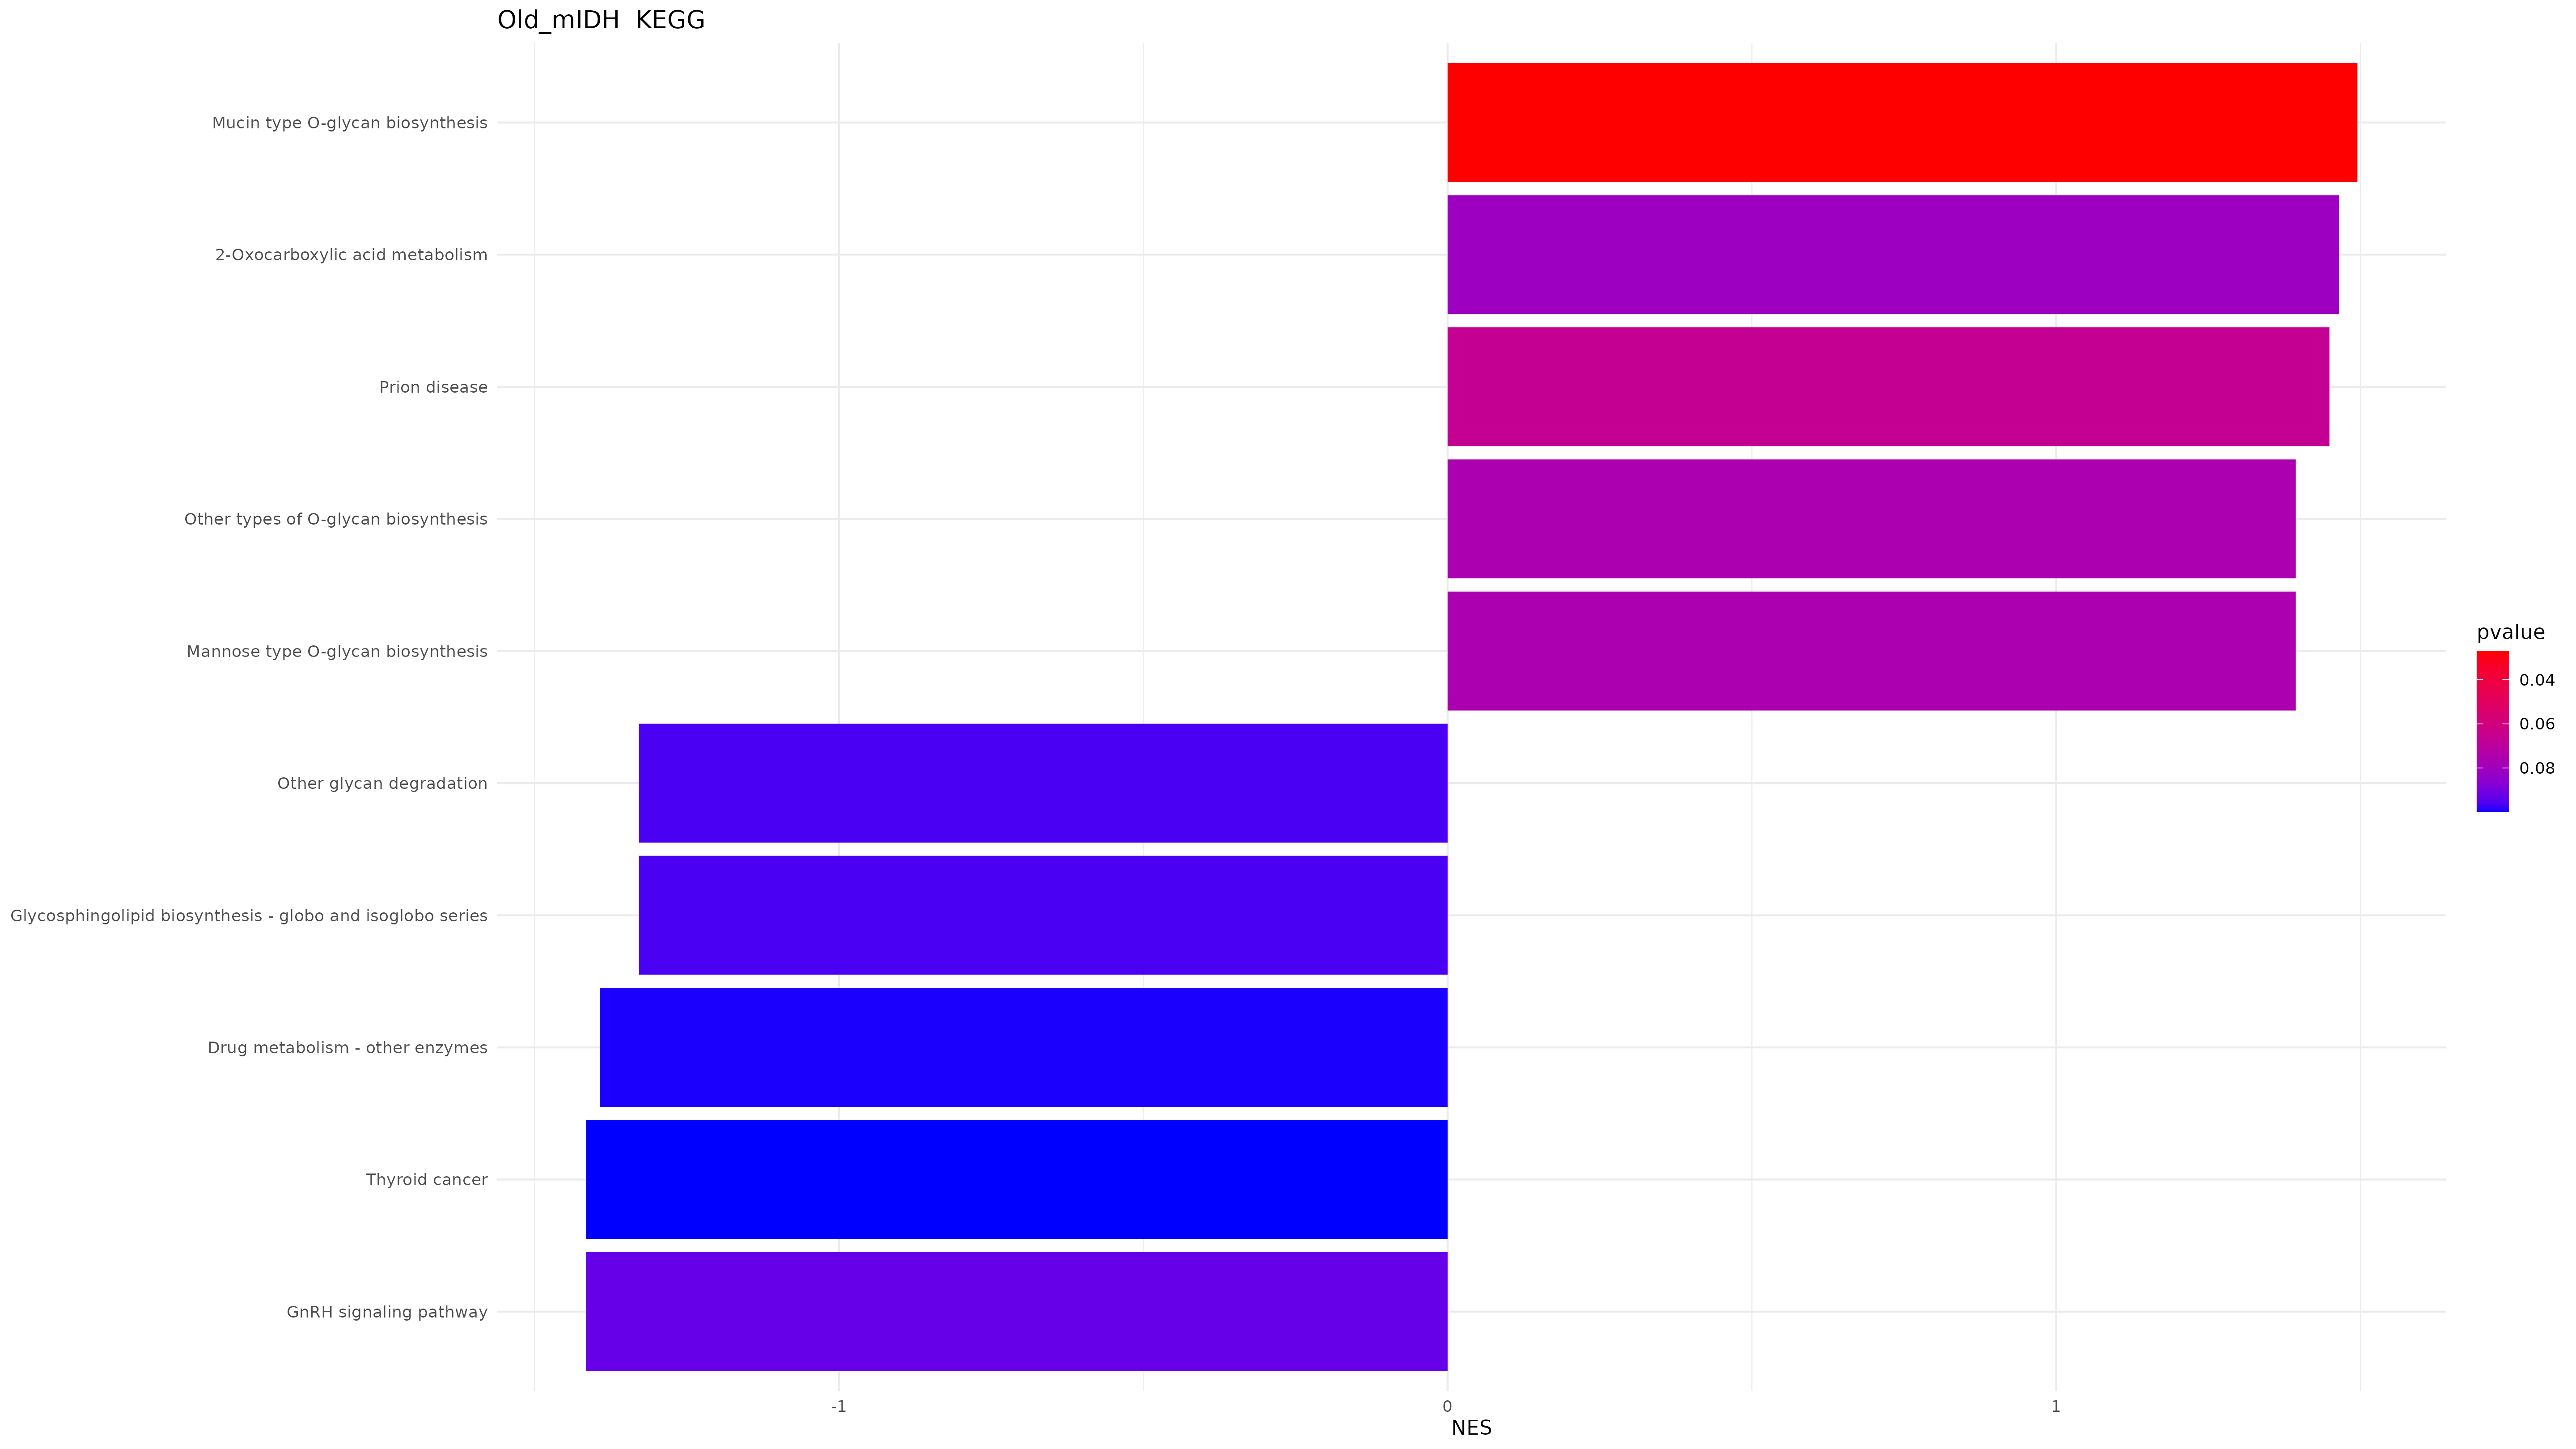 Old_mIDH  KEGG
Mucin type O-glycan biosynthesis
2-Oxocarboxylic acid metabolism
Prion disease
Other types of O-glycan biosynthesis
Mannose type O-glycan biosynthesis
Other glycan degradation
Glycosphingolipid biosynthesis - globo and isoglobo series
Drug metabolism - other enzymes
Thyroid cancer
GnRH signaling pathway
-1
0
1
NES
pvalue
0.04
0.06
0.08